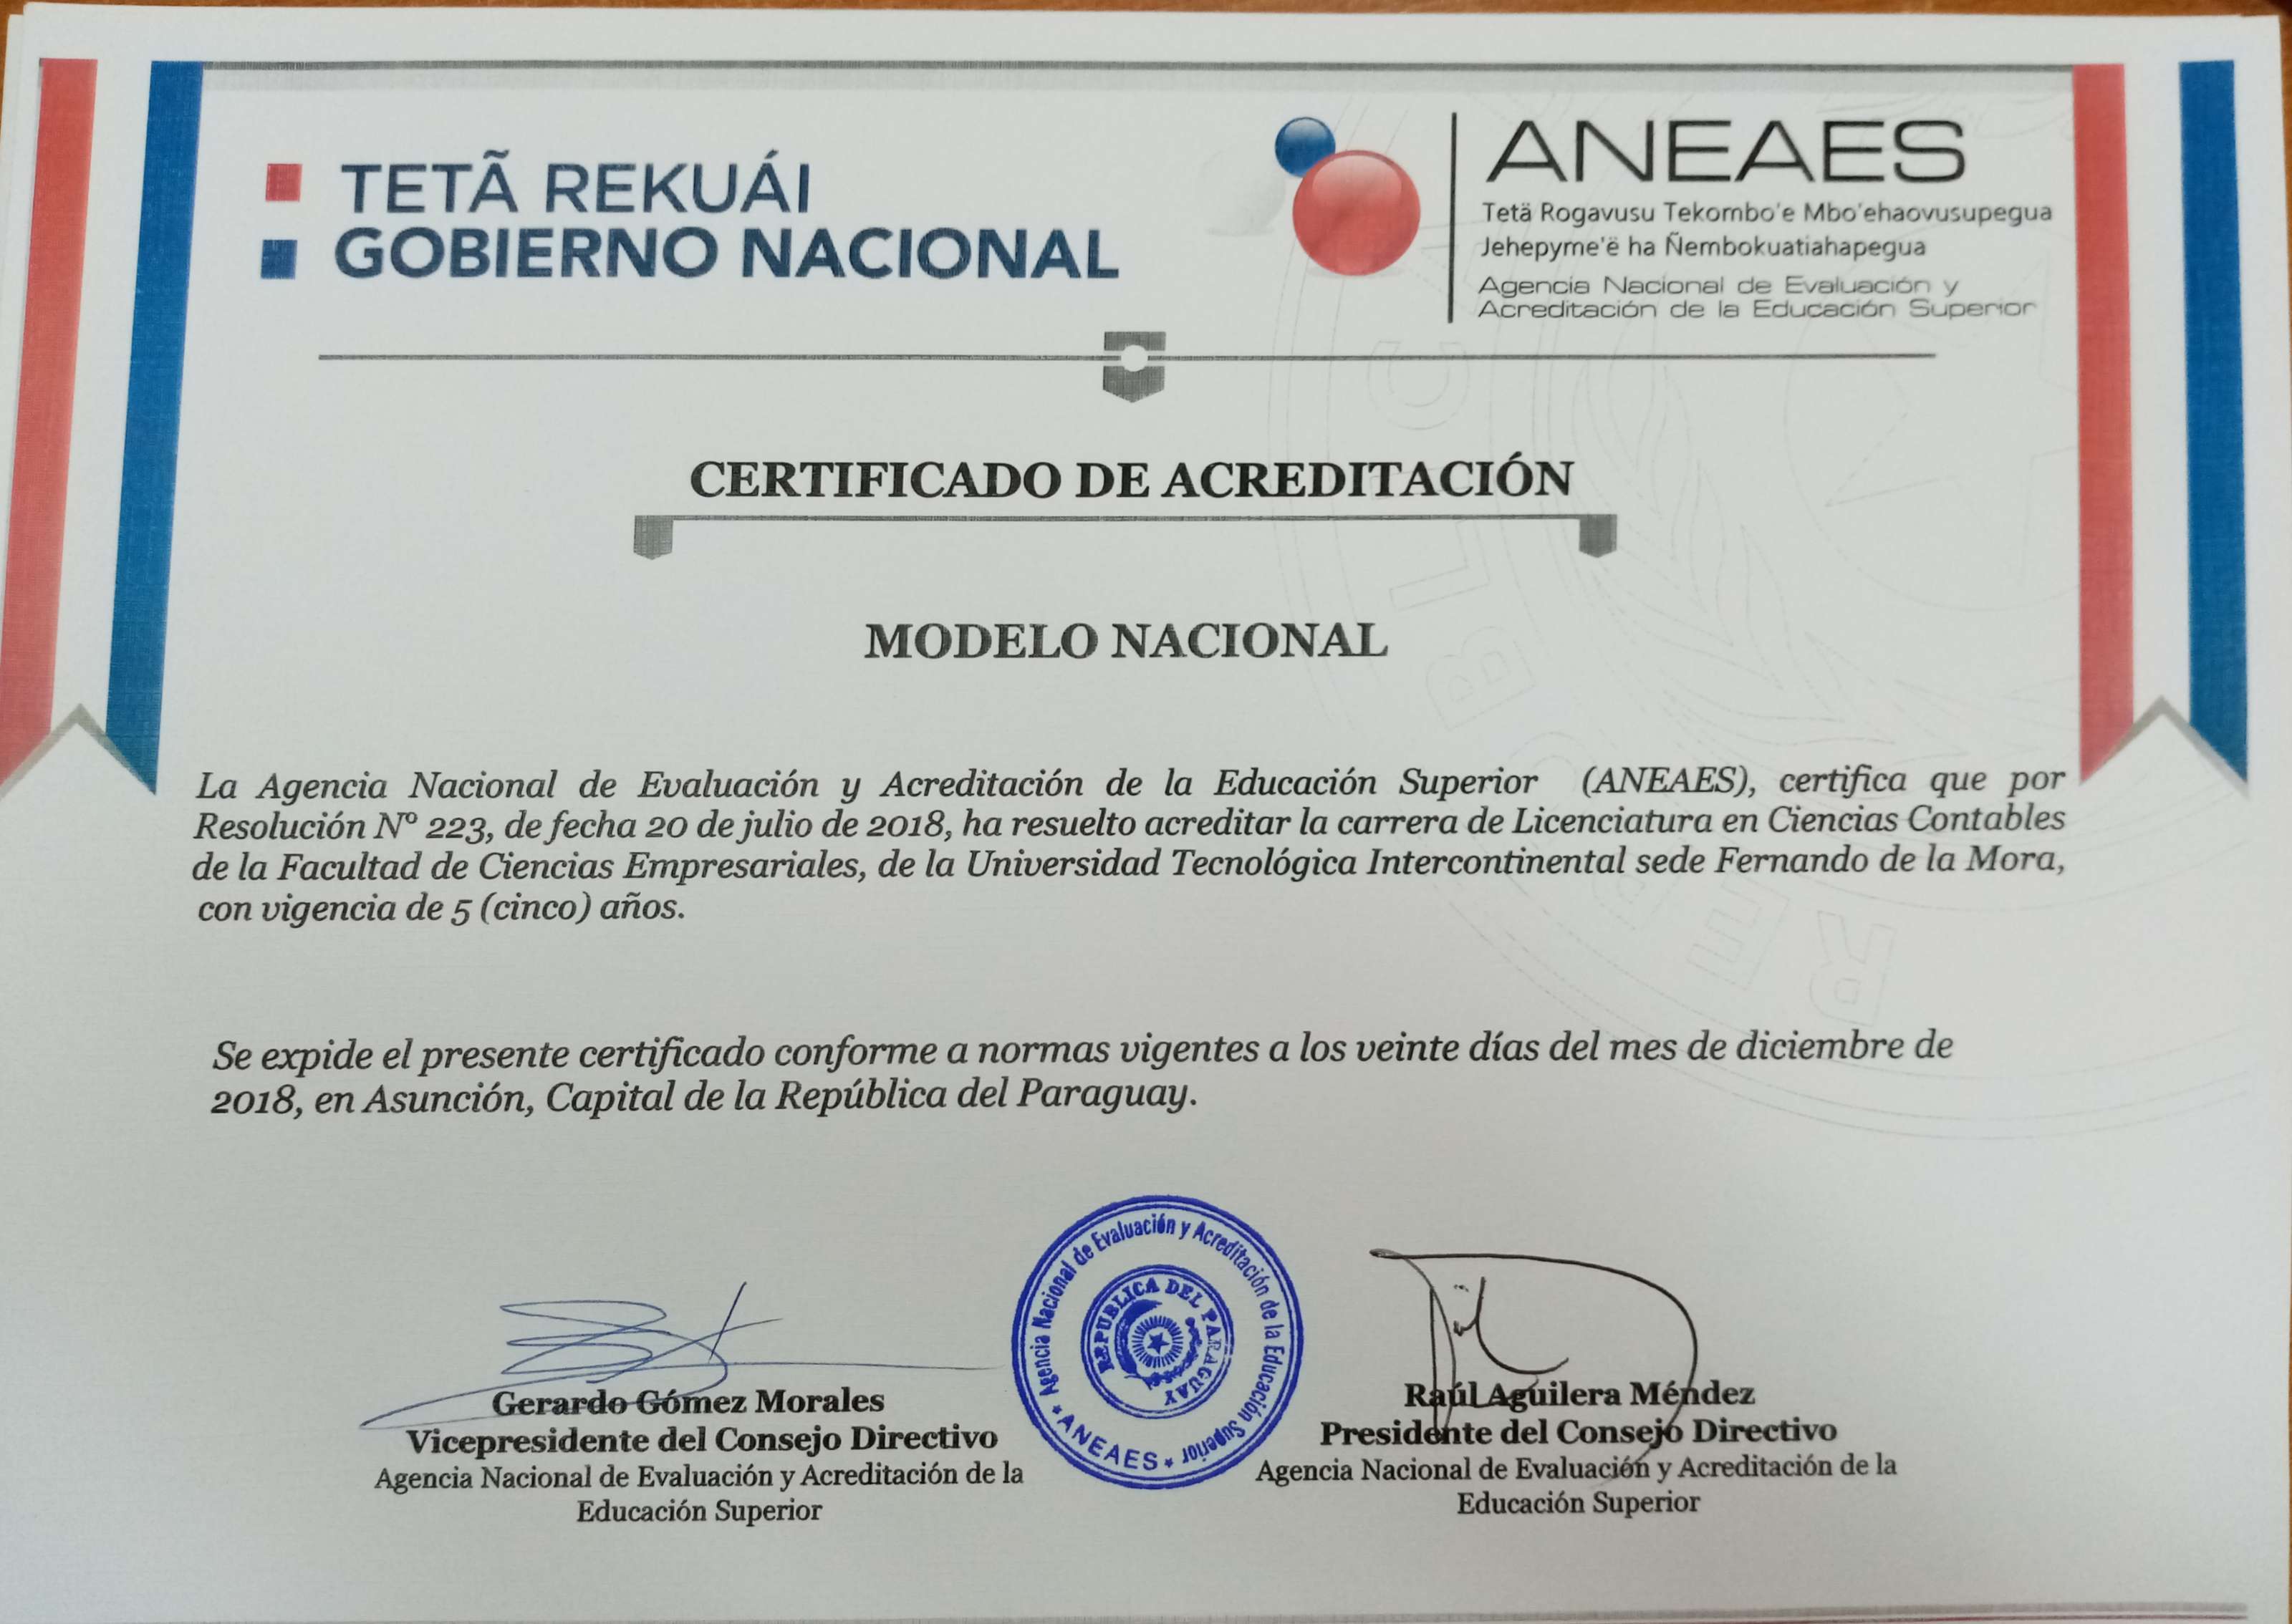 TETÃ REKUÁI
GOBIERNO NACIONAL
ANEAES
Tetä Rogavusu Tekombo'e Mbo'ehaovusupegua
Jehepyme'ë ha Ñembokuatiahapegua
Agencia Nacional de Evaluación y
Acreditación de la Educación Superior
CERTIFICADO DE ACREDITACIÓN
MODELO NACIONAL
La Agencia Nacional de Evaluación y Acreditación de la Educación Superior (ANEAES), certifica que por
Resolución Nº 223, de fecha 20 de julio de 2018, ha resuelto acreditar la carrera de Licenciatura en Ciencias Contables
de la Facultad de Ciencias Empresariales, de la Universidad Tecnológica Intercontinental sede Fernando de la Mora,
con vigencia de 5 (cinco) años.
Se expide el presente certificado conforme a normas vigentes a los veinte días del mes de diciembre de
2018, en Asunción, Capital de la República del Paraguay.
Gerardo Gómez Morales
Vicepresidente del Consejo Directivo
Agencia Nacional de Evaluación y Acreditación de la
Educación Superior
Agencia Nacional de Evaluación y Acreditación de la Educación Superior
* ANEAES *
REPUBLICA DEL PARAGUAY
Raúl Aguilera Méndez
Presidente del Consejo Directivo
Agencia Nacional de Evaluación y Acreditación de la
Educación Superior